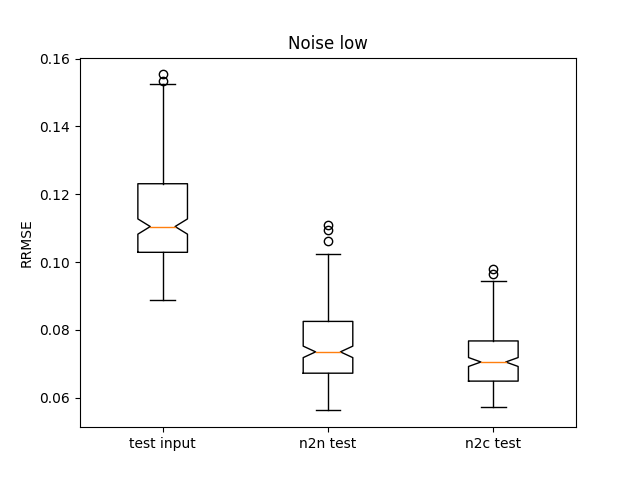 Noise low
0.16
0.14
0.12
0.10
0.08
0.06
RRMSE
test input
n2n test
n2c test